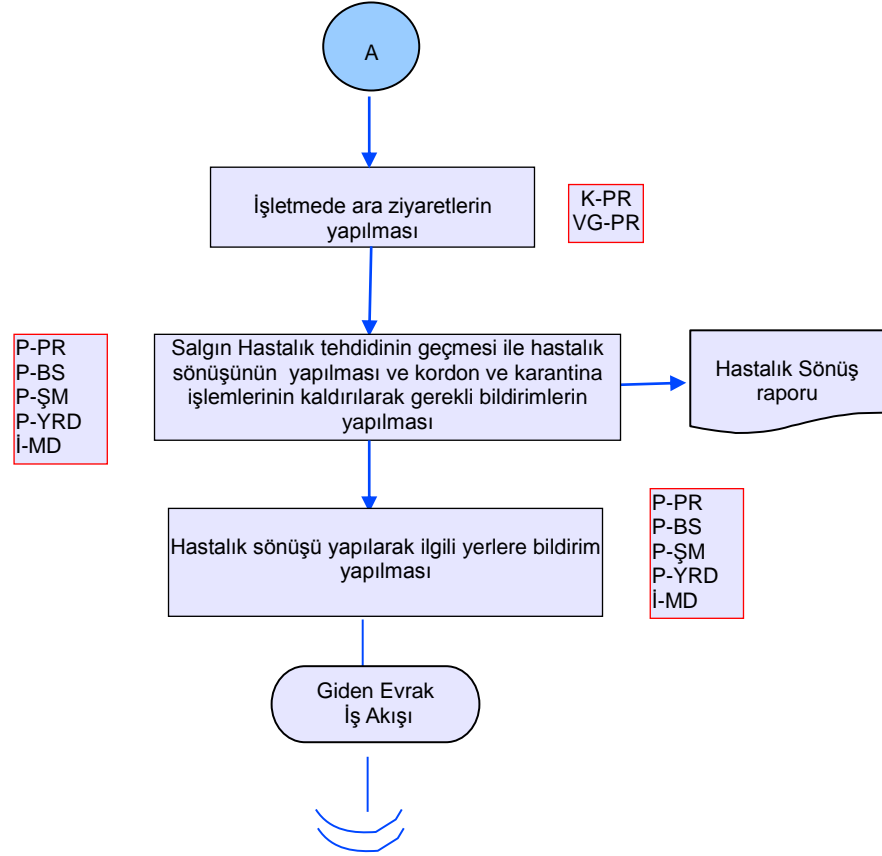 A
İşletmede ara ziyaretlerin
yapılması
K-PR
VG-PR
P-PR
P-BS
P-ŞM
P-YRD
İ-MD
Salgın Hastalık tehdidinin geçmesi ile hastalık
sönüşünün yapılması ve kordon ve karantina
işlemlerinin kaldırılarak gerekli bildirimlerin
yapılması
Hastalık Sönüş
raporu
Hastalık sönüşü yapılarak ilgili yerlere bildirim
yapılması
P-PR
P-BS
P-ŞM
P-YRD
İ-MD
Giden Evrak
İş Akışı